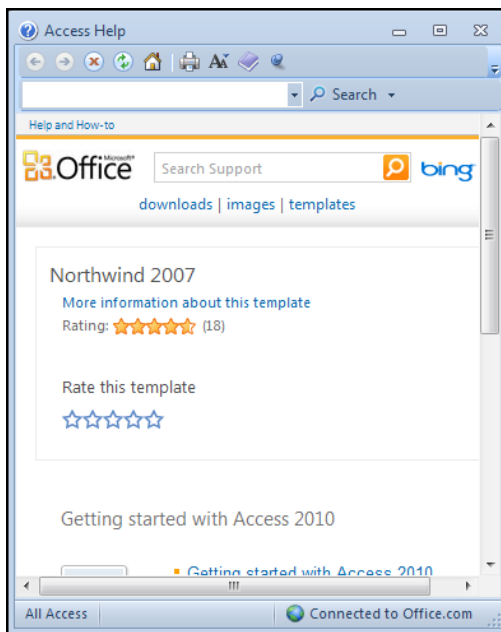 Access Help
Search
Help and How-to
Microsoft®
Office
Search Support
bing
downloads | images | templates
Northwind 2007
More information about this template
Rating: (18)
Rate this template
Getting started with Access 2010
Getting started with Access 2010
All Access
Connected to Office.com